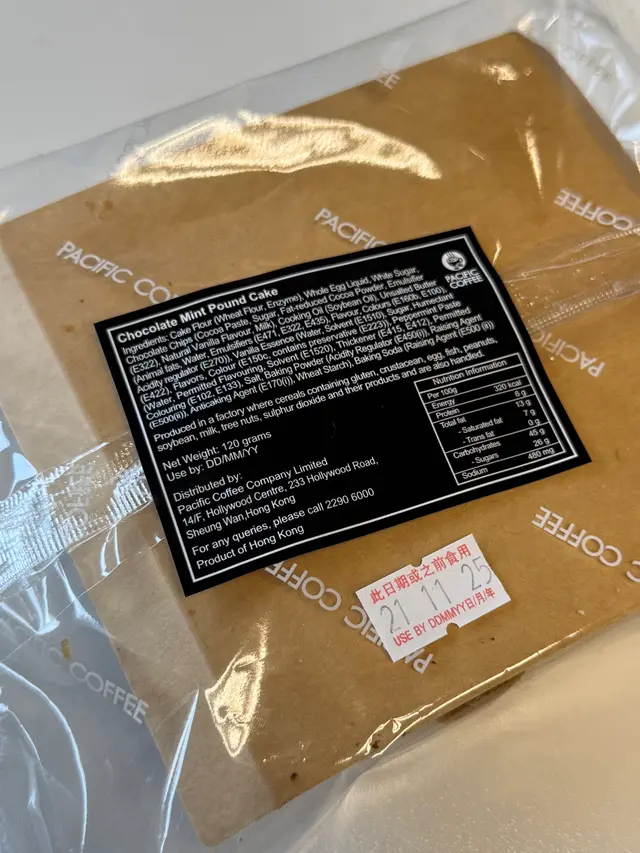 PACIFIC COFFEE
Chocolate Mint Pound Cake
Ingredients: Cake Flour (Wheat Flour, Enzyme), Whole Egg Liquid, White Sugar,
Chocolate Chips (Cocoa Paste, Sugar, Fat-reduced Cocoa Powder, Emulsifier
(E322), Natural Vanilla Flavour, Milk), Cooking Oil (Soybean Oil), Unsalted Butter
(Animal fats, Water, Emulsifiers (E471, E322, E435), Flavour, Colours (E160b, E100),
Acidity regulator (E270)), Vanilla Essence (Water, Solvent (E1510), Sugar, Humectant
(E422), Flavors, Colour (E150c, contains preservative (E223)), Peppermint Paste
(Water, Permitted Flavouring, Solvent (E1520), Thickener (E415, E412), Permitted
Colouring (E102, E133), Salt, Baking Powder (Acidity Regulator (E450(i)), Raising Agent
(E500(ii)), Anticaking Agent (E170(i)), Wheat Starch), Baking Soda (Raising Agent (E500 (ii))
Produced in a factory where cereals containing gluten, crustacean, egg, fish, peanuts,
soybean, milk, tree nuts, sulphur dioxide and their products and are also handled.
Net Weight: 120 grams
Use by: DD/MM/YY
Distributed by:
Pacific Coffee Company Limited
14/F, Hollywood Centre, 233 Hollywood Road,
Sheung Wan,Hong Kong
For any queries, please call 2290 6000
Product of Hong Kong
PACIFIC
COFFEE
Nutrition Information
Per 100g
Energy 320 kcal
Protein 6 g
Total fat 13 g
- Saturated fat 7 g
- Trans fat 0 g
Carbohydrates 45 g
- Sugars 26 g
Sodium 480 mg
此日期或之前食用
21 11 25
USE BY DDMMYY日/月/年